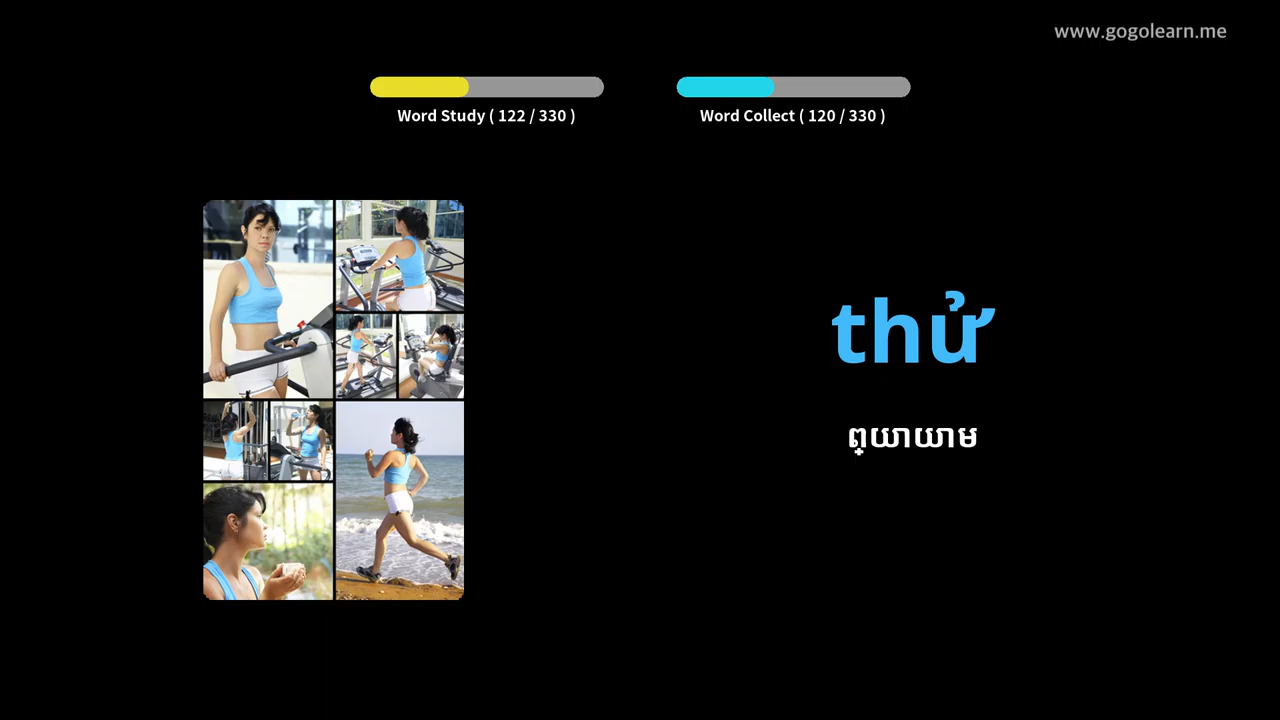 www.gogolearn.me
Word Study ( 122 / 330 )
Word Collect ( 120 / 330 )
thử
ព្យាយាម